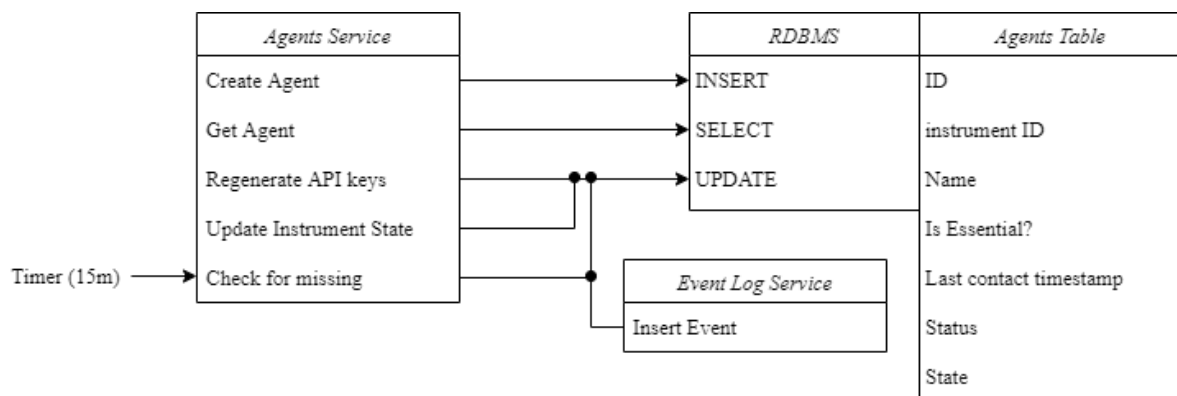 Agents Service
RDBMS
Agents Table
Create Agent
INSERT
ID
Get Agent
SELECT
instrument ID
Regenerate API keys
UPDATE
Name
Update Instrument State
Is Essential?
Timer (15m)
Check for missing
Event Log Service
Last contact timestamp
Insert Event
Status
State